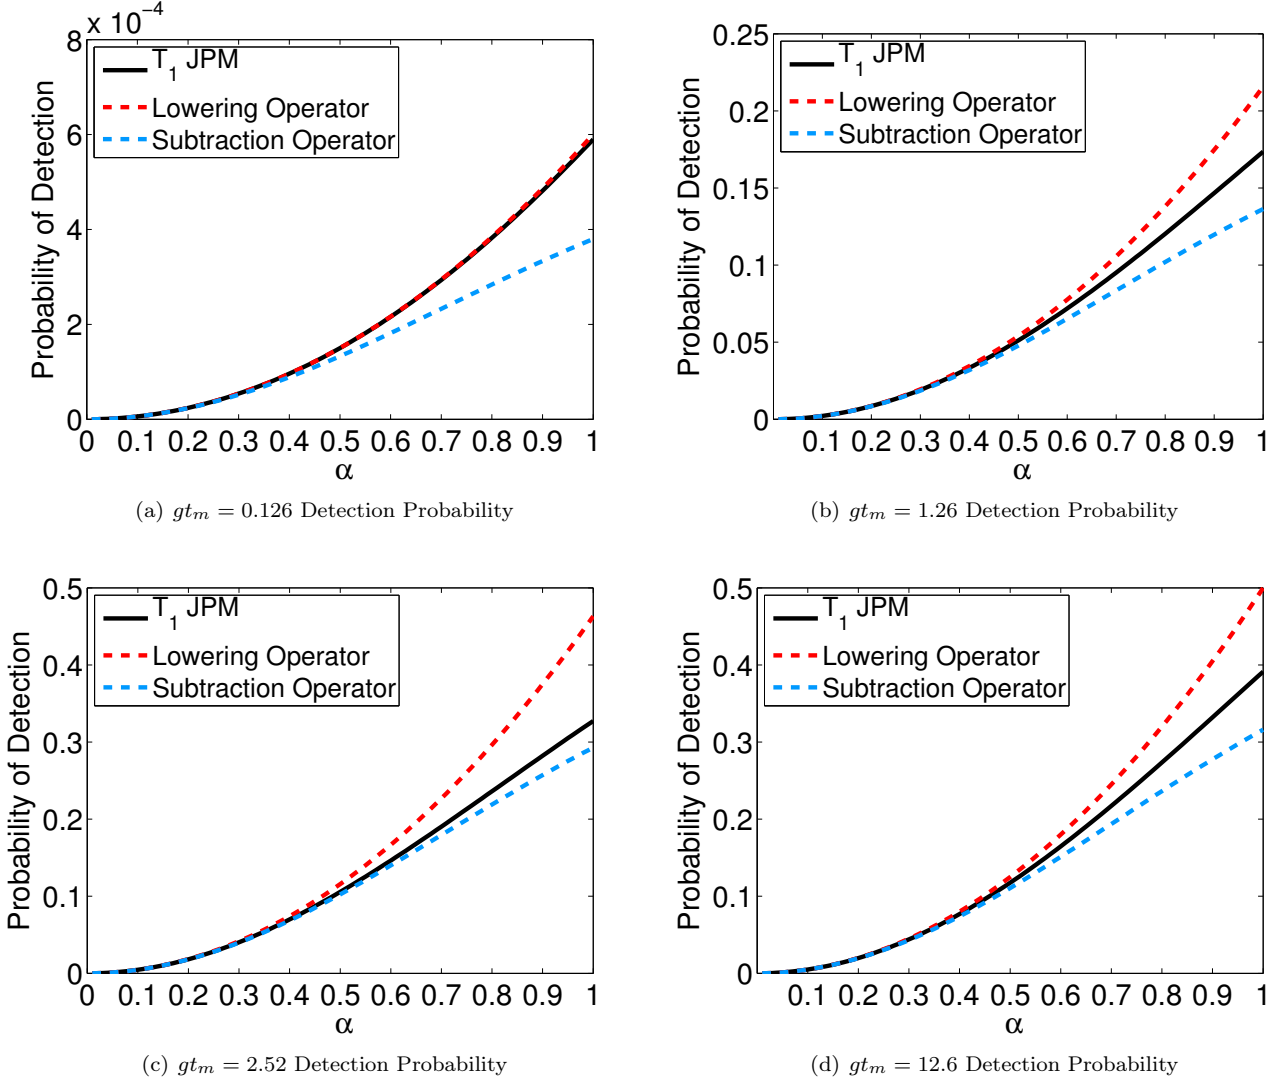 x 10−4
8
6
4
2
0
Probability of Detection
T1 JPM
Lowering Operator
Subtraction Operator
0 0.1 0.2 0.3 0.4 0.5 0.6 0.7 0.8 0.9 1
α
(a) gtm = 0.126 Detection Probability
0.25
0.2
0.15
0.1
0.05
0
Probability of Detection
T1 JPM
Lowering Operator
Subtraction Operator
0.1 0.2 0.3 0.4 0.5 0.6 0.7 0.8 0.9 1
α
(b) gtm = 1.26 Detection Probability
0.5
0.4
0.3
0.2
0.1
0
Probability of Detection
T1 JPM
Lowering Operator
Subtraction Operator
0 0.1 0.2 0.3 0.4 0.5 0.6 0.7 0.8 0.9 1
α
(c) gtm = 2.52 Detection Probability
0.5
0.4
0.3
0.2
0.1
0
Probability of Detection
T1 JPM
Lowering Operator
Subtraction Operator
0.1 0.2 0.3 0.4 0.5 0.6 0.7 0.8 0.9 1
α
(d) gtm = 12.6 Detection Probability